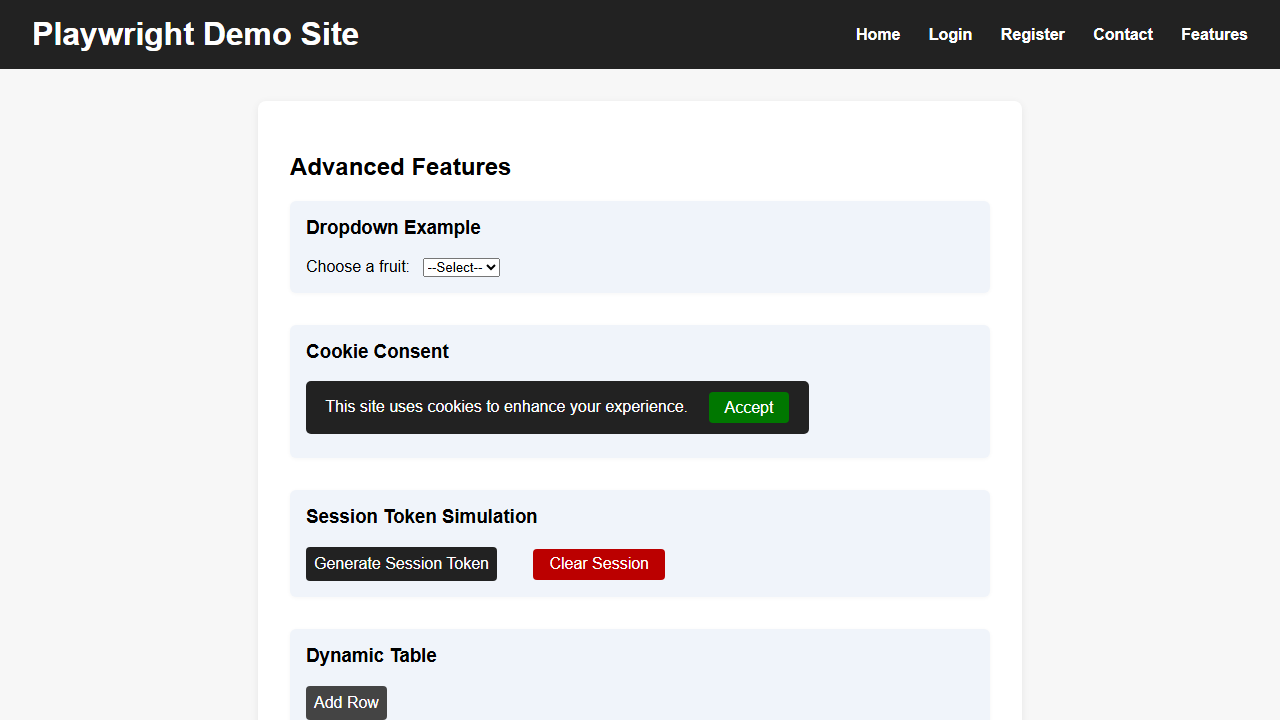 Playwright Demo Site
Home Login Register Contact Features
Advanced Features
Dropdown Example
Choose a fruit: --Select--
Cookie Consent
This site uses cookies to enhance your experience. Accept
Session Token Simulation
Generate Session Token Clear Session
Dynamic Table
Add Row